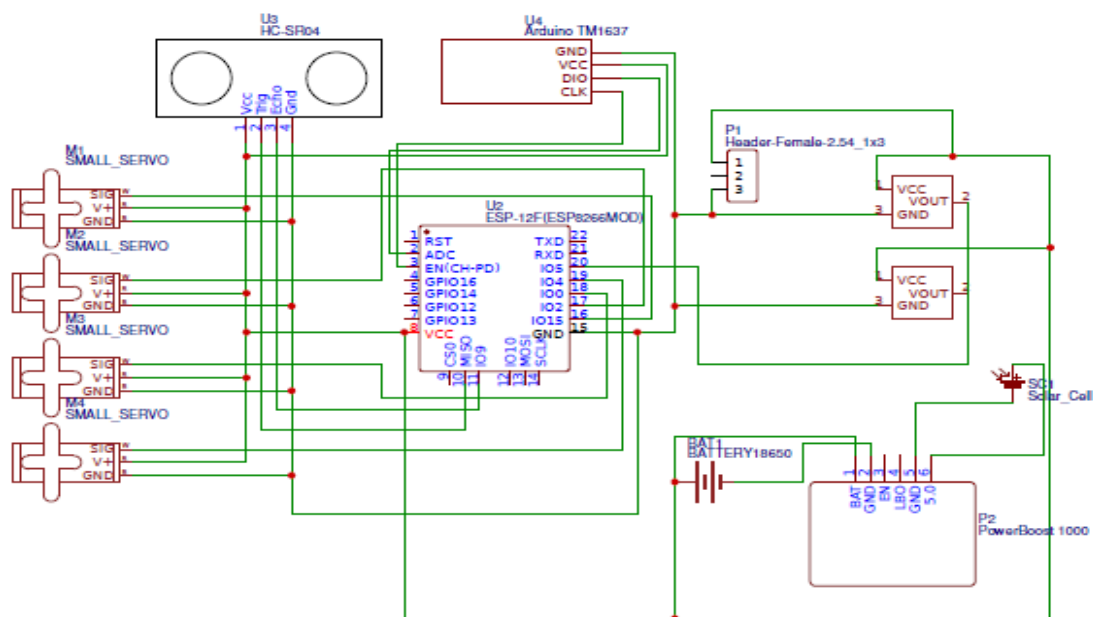 U3
HC-SR04
Vcc
Trig
Echo
Gnd
1
2
3
4
U4
Arduino TM1637
GND
VCC
DIO
CLK
P1
Header-Female-2.54_1x3
1
2
3
1
VCC
VOUT
2
3
GND
1
VCC
VOUT
2
3
GND
M1
SMALL_SERVO
SIG
V+
GND
M2
SMALL_SERVO
SIG
V+
GND
M3
SMALL_SERVO
SIG
V+
GND
M4
SMALL_SERVO
SIG
V+
GND
U2
ESP-12F(ESP8266MOD)
1 RST
2 ADC
3 EN(CH-PD)
4 GPIO16
5 GPIO14
6 GPIO12
7 GPIO13
8 VCC
TXD 22
RXD 21
IO5 20
IO4 19
IO0 18
IO2 17
IO15 16
GND 15
CS0
MISO
IO9
IO10
MOSI
SCLK
9
10
11
12
13
14
SC1
Solar_Cell
BAT1
BATTERY18650
1
2
3
4
5
6
BAT
GND
EN
LBO
GND
5.0
P2
PowerBoost 1000